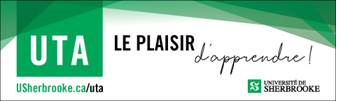 UTA
LE PLAISIR
d'apprendre!
USherbrooke.ca/uta
UNIVERSITÉ DE
SHERBROOKE